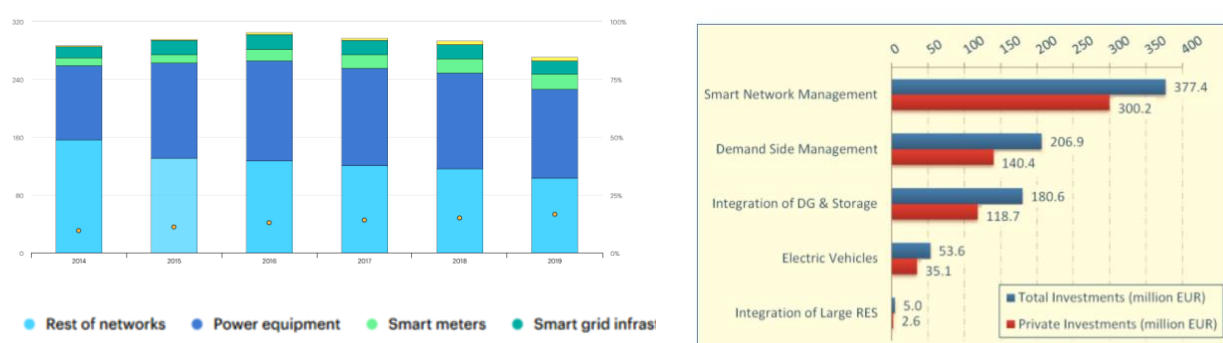 320
240
160
80
0
100%
75%
50%
25%
0%
2014 2015 2016 2017 2018 2019
Rest of networks Power equipment Smart meters Smart grid infrast
0 50 100 150 200 250 300 350 400
Smart Network Management 377.4
300.2
Demand Side Management 206.9
140.4
Integration of DG & Storage 180.6
118.7
Electric Vehicles 53.6
35.1
Integration of Large RES 5.0
2.6
Total Investments (million EUR)
Private Investments (million EUR)